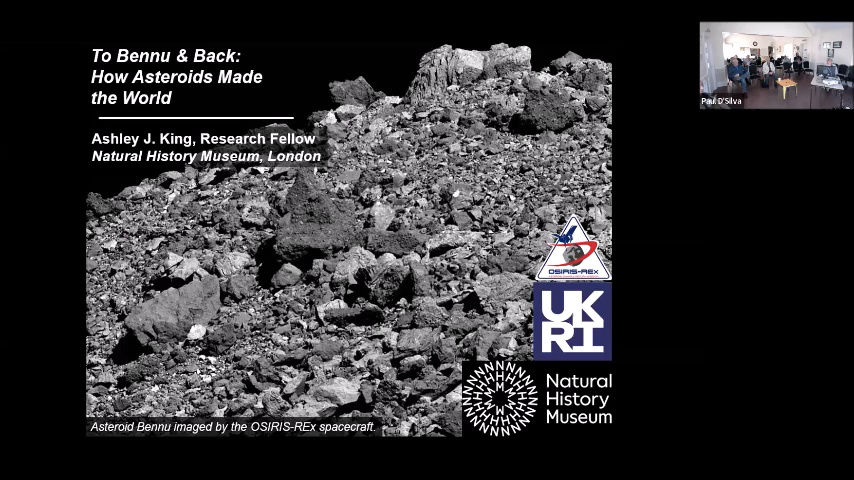 To Bennu & Back:
How Asteroids Made
the World
Ashley J. King, Research Fellow
Natural History Museum, London
Paul D'Silva
OSIRIS-REx
UK
RI
Natural
History
Museum
Asteroid Bennu imaged by the OSIRIS-REx spacecraft.